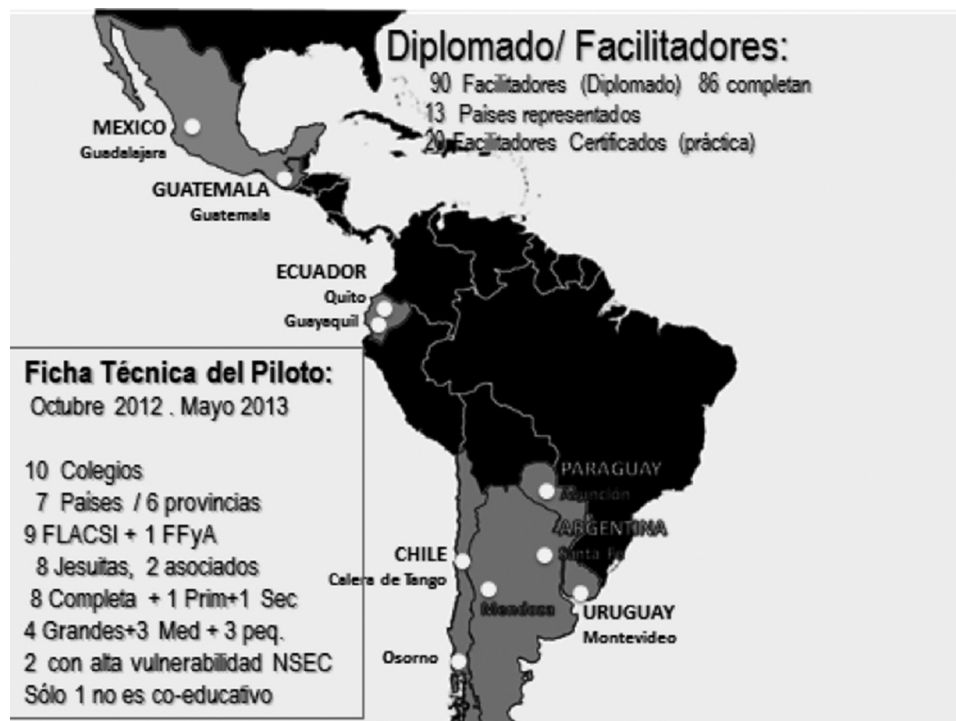 Diplomado/ Facilitadores:
90 Facilitadores (Diplomado) 86 completan
13 Paises representados
20 Facilitadores Certificados (práctica)
MEXICO
Guadalajara
GUATEMALA
Guatemala
ECUADOR
Quito
Guayaquil
Ficha Técnica del Piloto:
Octubre 2012 . Mayo 2013
10 Colegios
7 Paises / 6 provincias
9 FLACSI + 1 FFyA
8 Jesuitas, 2 asociados
8 Completa + 1 Prim+1 Sec
4 Grandes+3 Med + 3 peq.
2 con alta vulnerabilidad NSEC
Sólo 1 no es co-educativo
PARAGUAY
Asunción
ARGENTINA
Santa Fe
CHILE
Calera de Tango
Mendoza
URUGUAY
Montevideo
Osorno